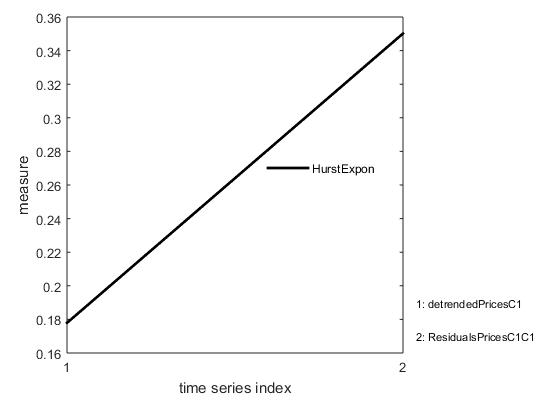 0.36
0.34
0.32
0.3
0.28
0.26
0.24
0.22
0.2
0.18
0.16
measure
HurstExpon
1: detrendedPricesC1
2: ResidualsPricesC1C1
1
2
time series index